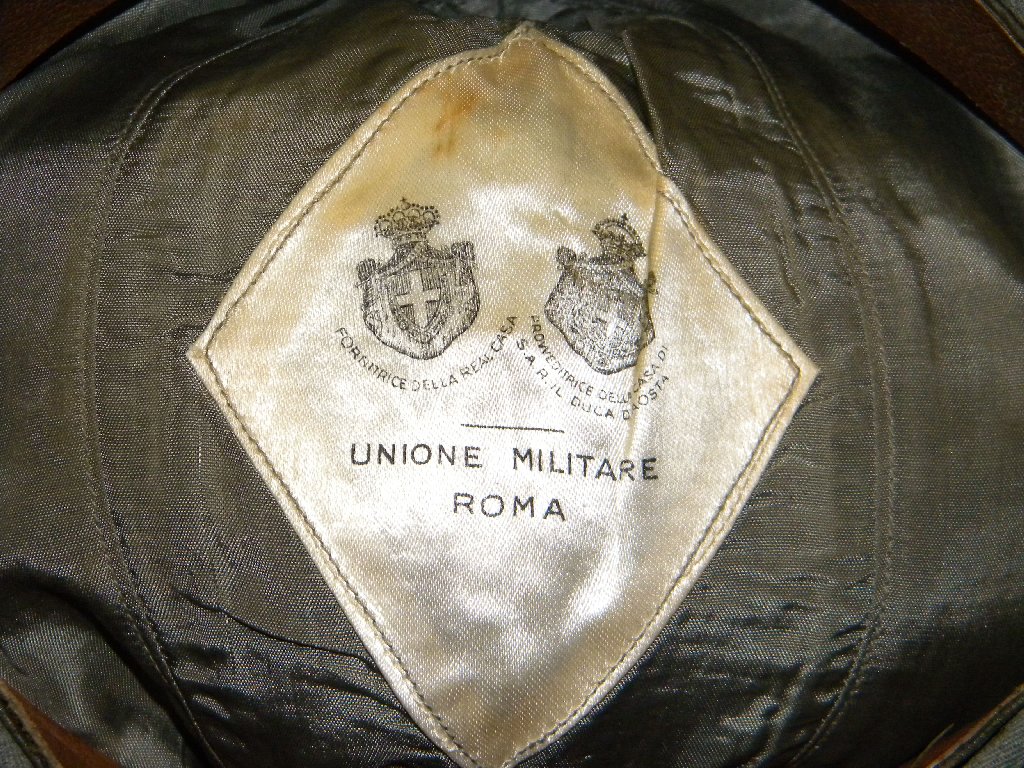 FORNITRICE DELLA REAL CASA
PROVVEDITRICE DELLA CASA DI
S.A.R. IL DUCA D'AOSTA
UNIONE MILITARE
ROMA